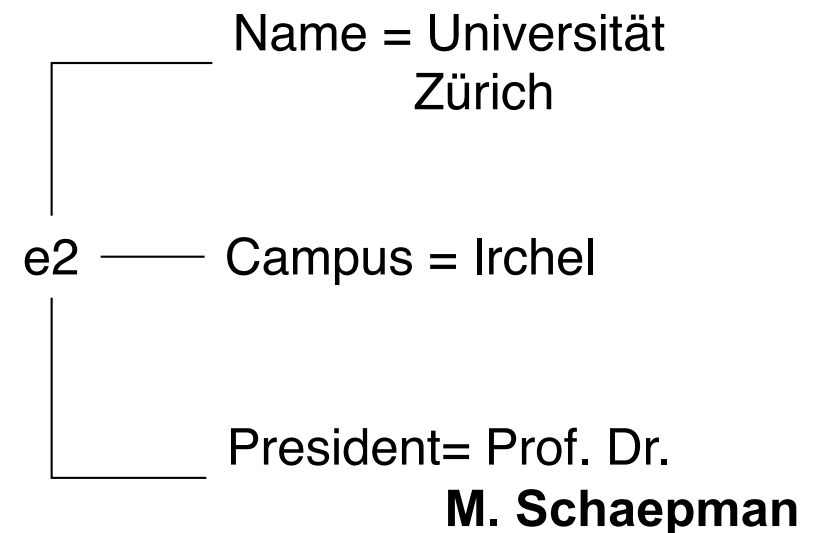 Name = Universität
Zürich
e2
Campus = Irchel
President= Prof. Dr.
M. Schaepman